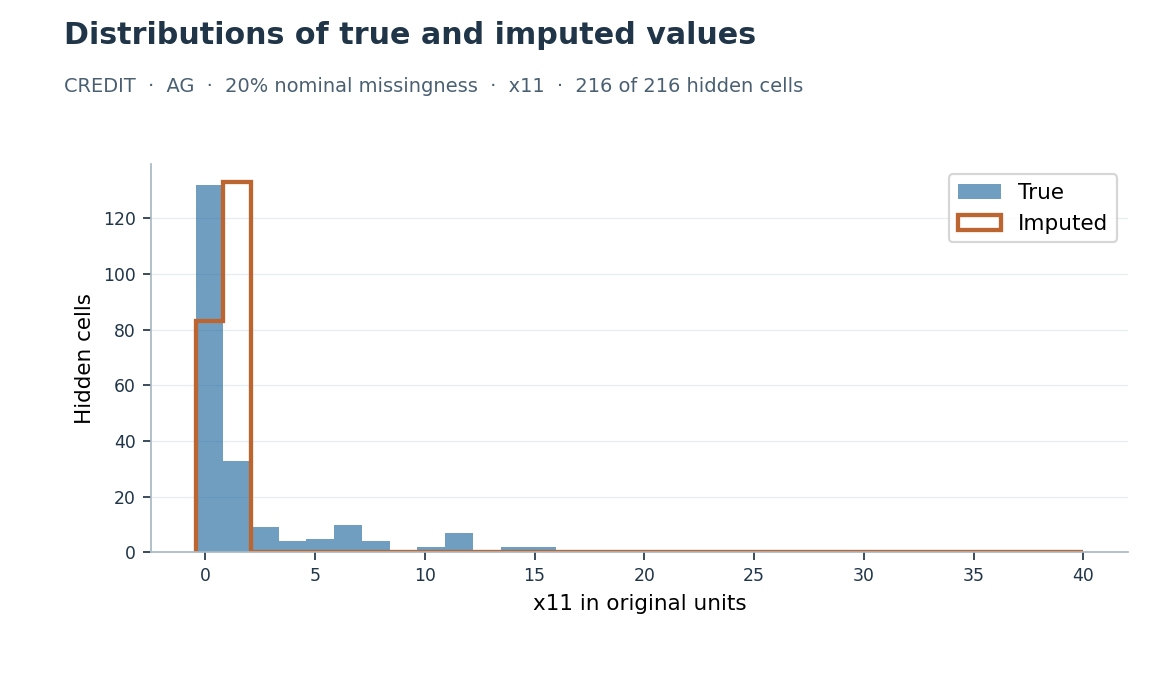 Distributions of true and imputed values
CREDIT · AG · 20% nominal missingness · x11 · 216 of 216 hidden cells
True
Imputed
Hidden cells
120
100
80
60
40
20
0
0 5 10 15 20 25 30 35 40
x11 in original units